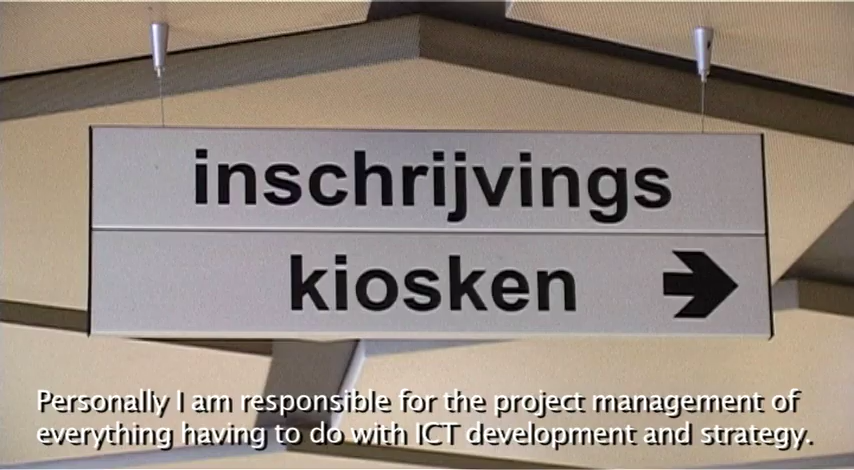 inschrijvings
kiosken
Personally I am responsible for the project management of
everything having to do with ICT development and strategy.